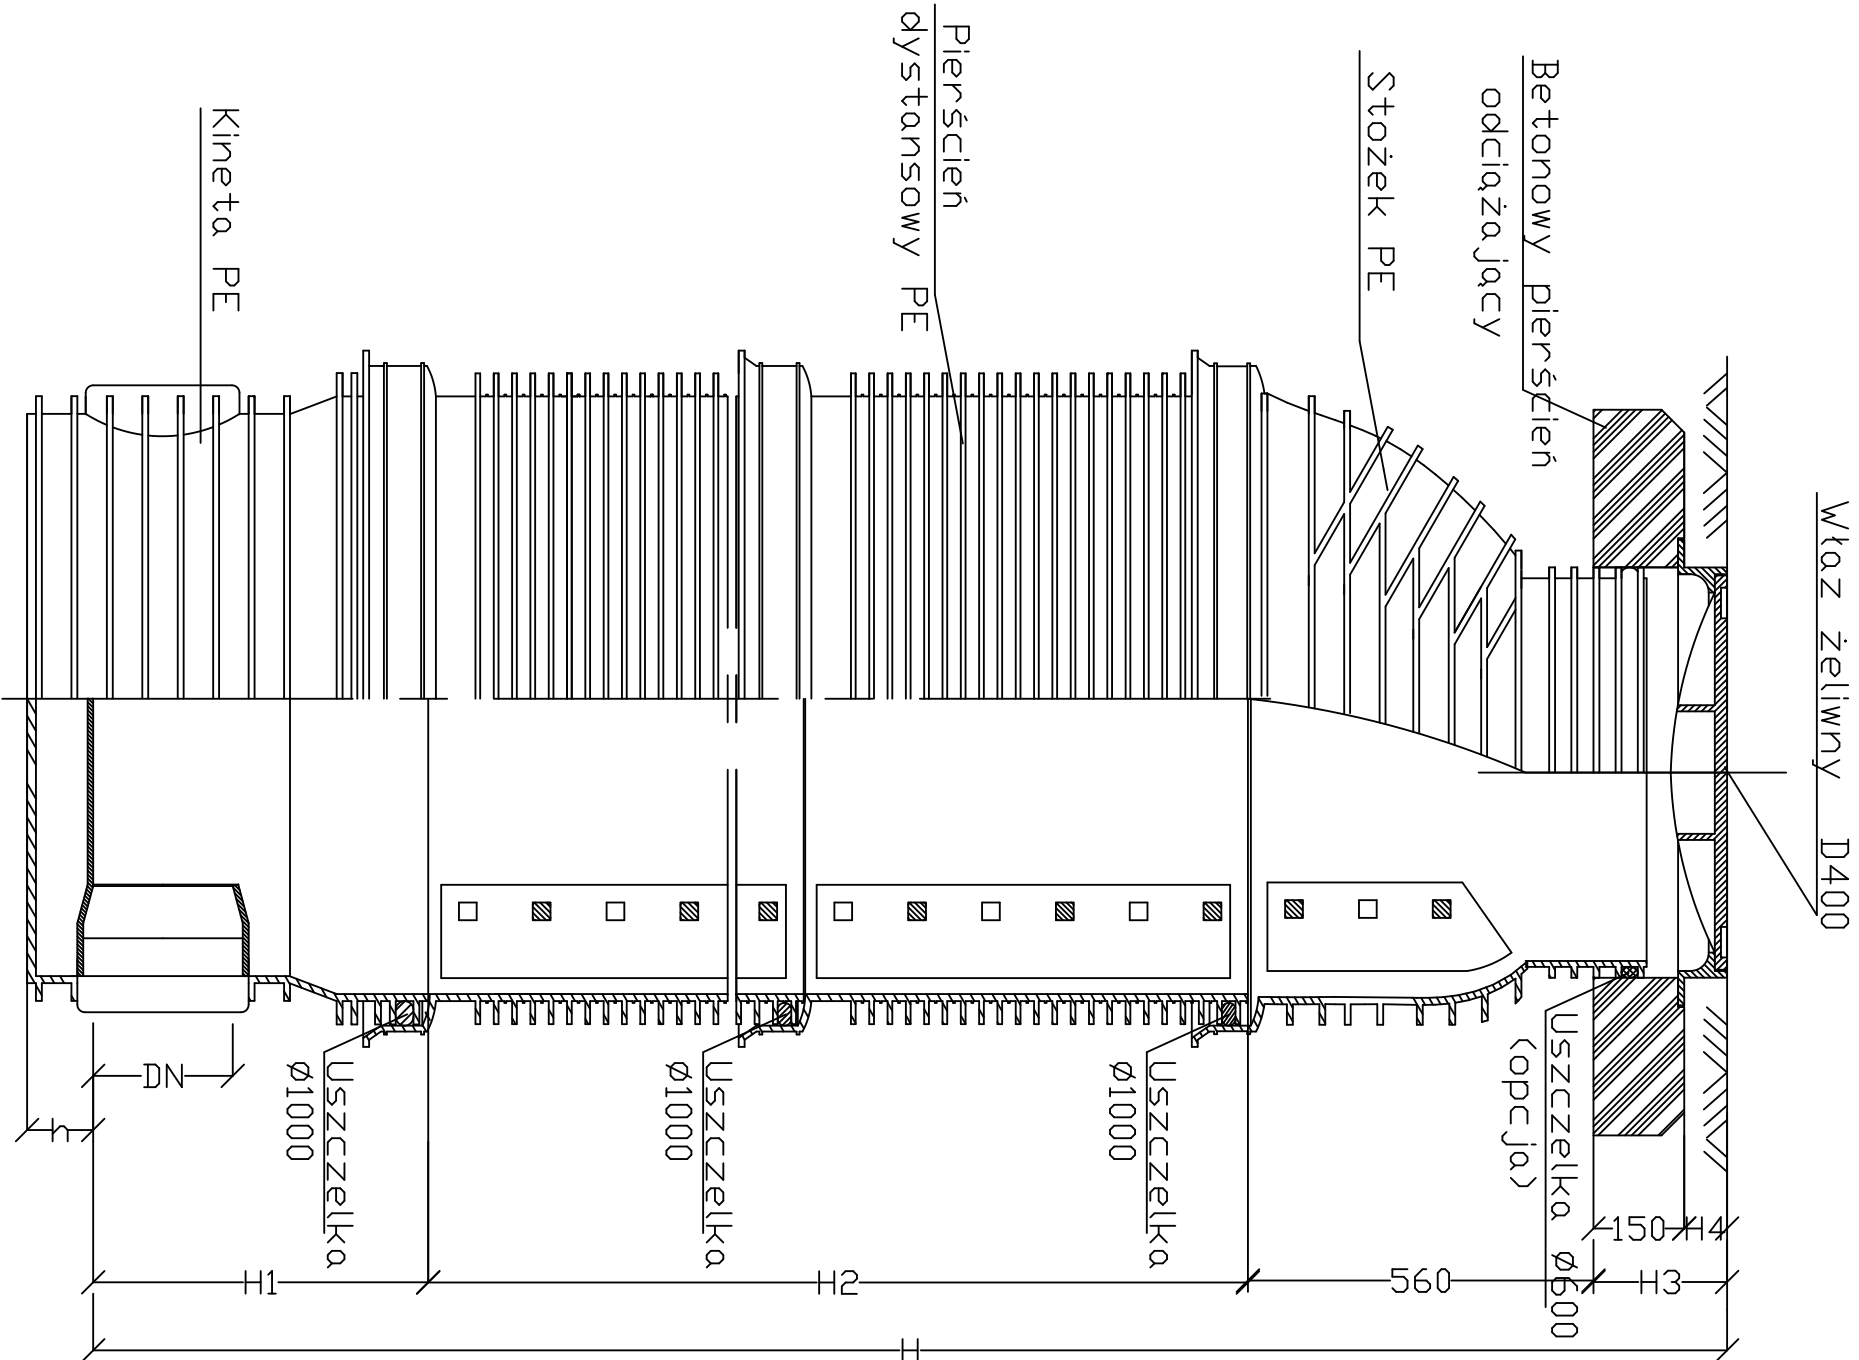 Właz żeliwny D400
Betonowy pierścień
odciążający
Stożek PE
Pierścień
dystansowy PE
Kineta PE
Uszczelka Ø600
(opcja)
Uszczelka
Ø1000
Uszczelka
Ø1000
Uszczelka
Ø1000
H4
150
H3
560
H2
H1
H
DN
h